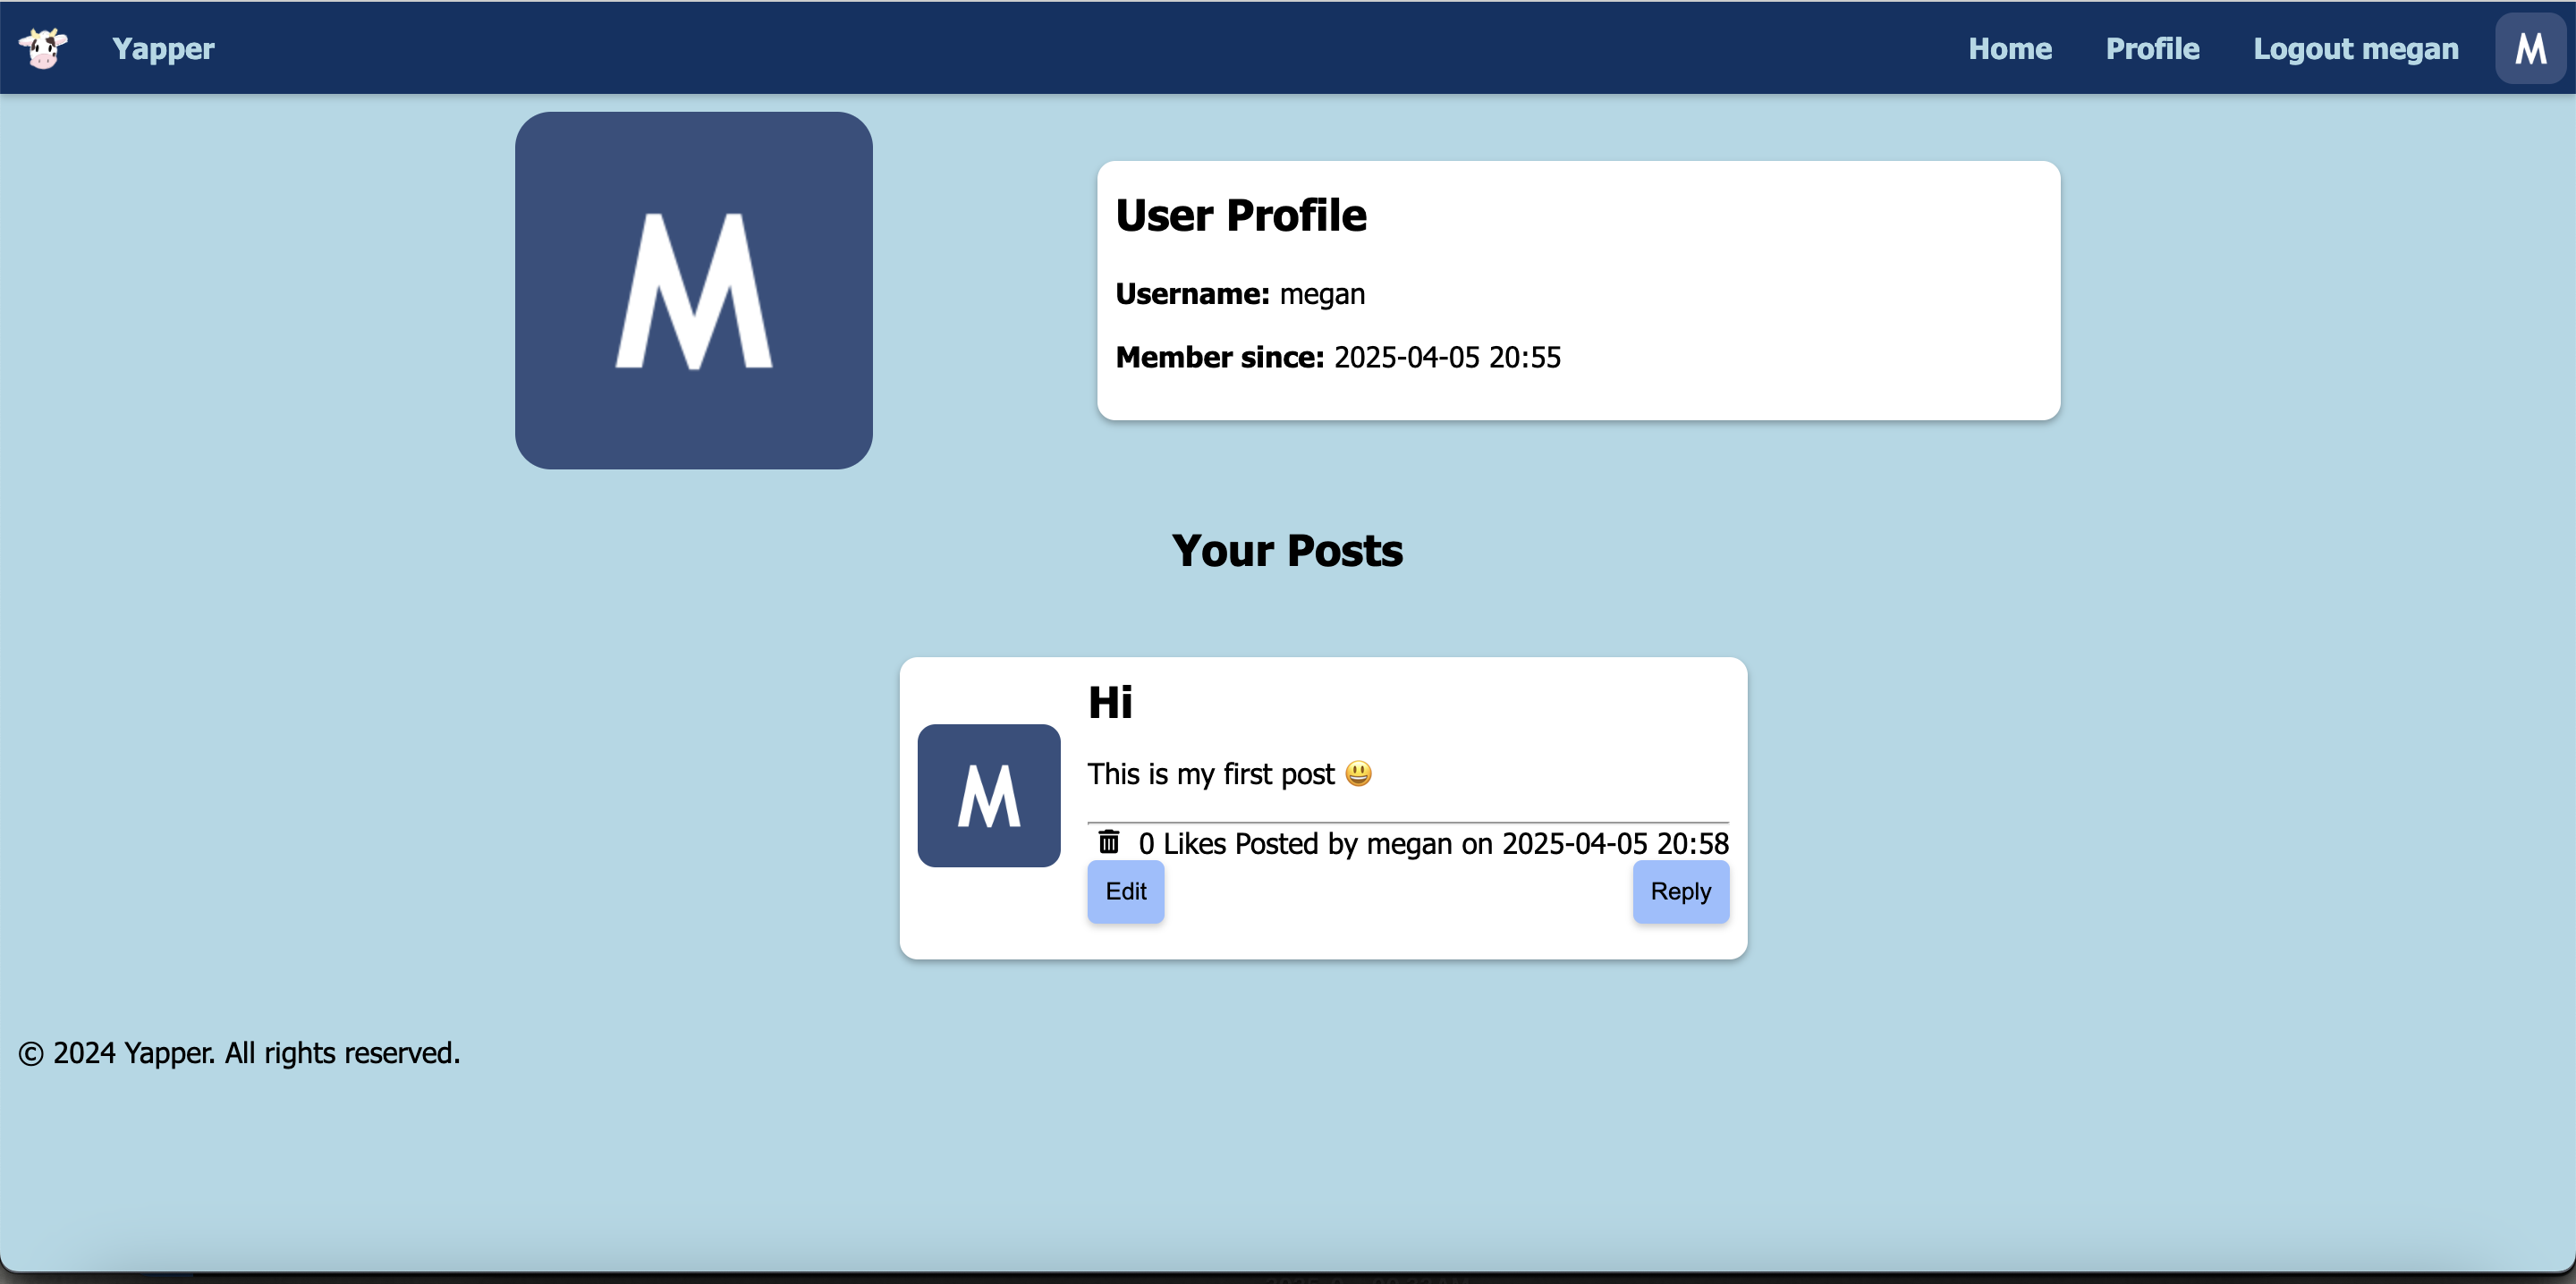 Yapper Home Profile Logout megan M
M
User Profile
Username: megan
Member since: 2025-04-05 20:55
Your Posts
M
Hi
This is my first post 😃
0 Likes Posted by megan on 2025-04-05 20:58
Edit Reply
© 2024 Yapper. All rights reserved.